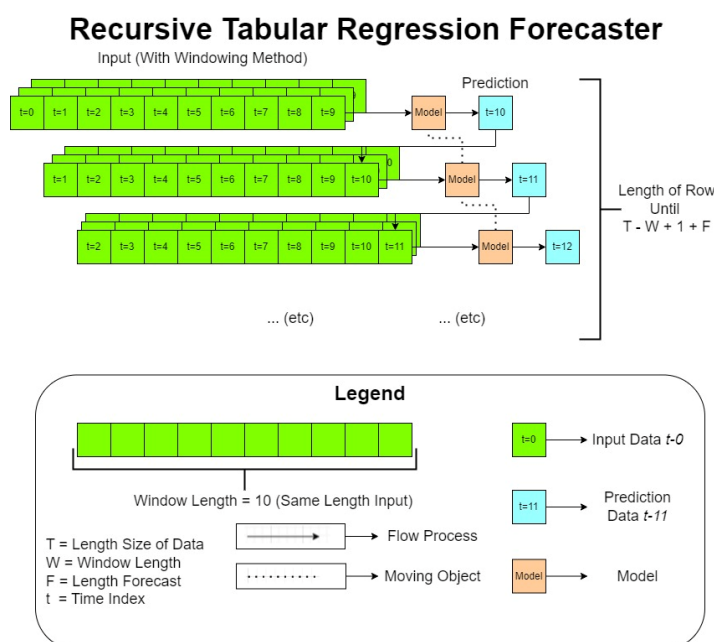 Recursive Tabular Regression Forecaster
Input (With Windowing Method)
Prediction
t=0 t=1 t=2 t=3 t=4 t=5 t=6 t=7 t=8 t=9 Model t=10
0
t=1 t=2 t=3 t=4 t=5 t=6 t=7 t=8 t=9 t=10 Model t=11
t=2 t=3 t=4 t=5 t=6 t=7 t=8 t=9 t=10 t=11 Model t=12
Length of Row
Until
T - W + 1 + F
... (etc) ... (etc)
Legend
t=0 Input Data t-0
Window Length = 10 (Same Length Input)
t=11 Prediction
Data t-11
T = Length Size of Data
W = Window Length
F = Length Forecast
t = Time Index
Flow Process
Moving Object
Model Model